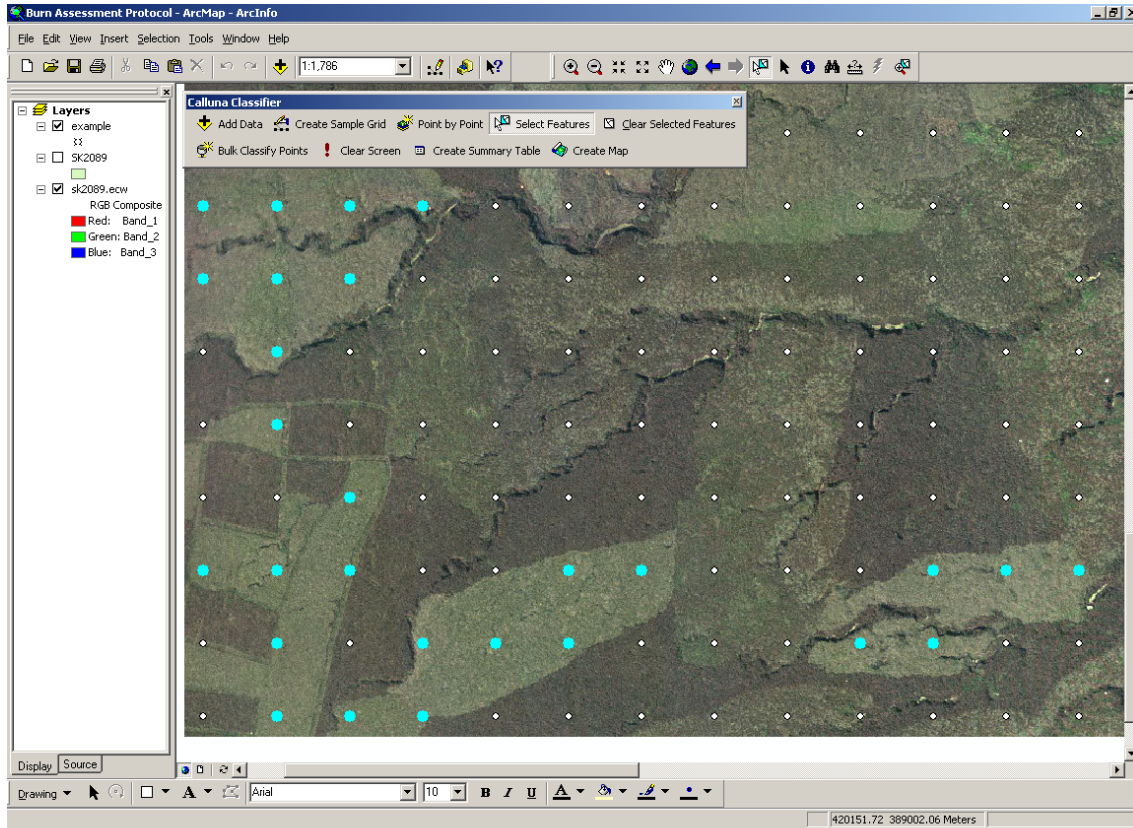 Burn Assessment Protocol - ArcMap - ArcInfo
File Edit View Insert Selection Tools Window Help
1:1,786
Layers
example
SK2089
sk2089.ecw
RGB Composite
Red: Band_1
Green: Band_2
Blue: Band_3
Calluna Classifier
Add Data Create Sample Grid Point by Point Select Features Clear Selected Features
Bulk Classify Points Clear Screen Create Summary Table Create Map
Display Source
Drawing A Arial 10 B I U A
420151.72 389002.06 Meters